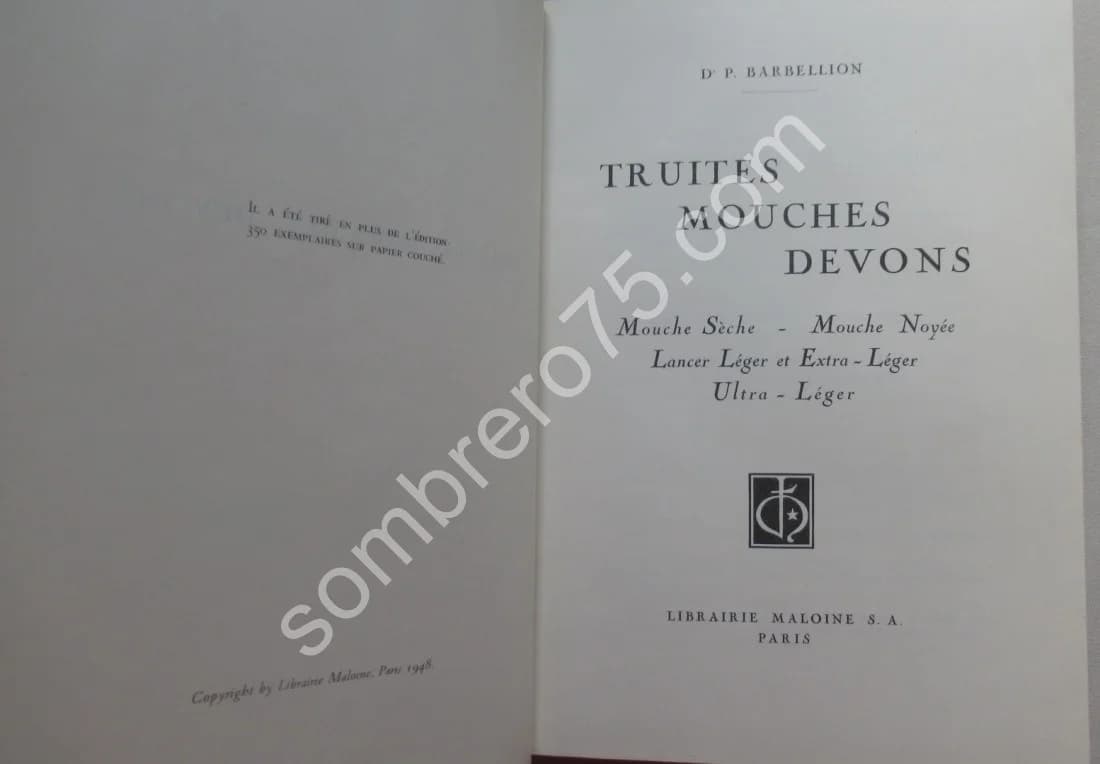 Il a été tiré en plus de l'édition
350 exemplaires sur papier couché.
Copyright by Librairie Maloine, Paris 1948.
Dr P. BARBELLION
TRUITES
MOUCHES
DEVONS
Mouche Sèche - Mouche Noyée
Lancer Léger et Extra-Léger
Ultra-Léger
LIBRAIRIE MALOINE S. A.
PARIS
sombrero75.com